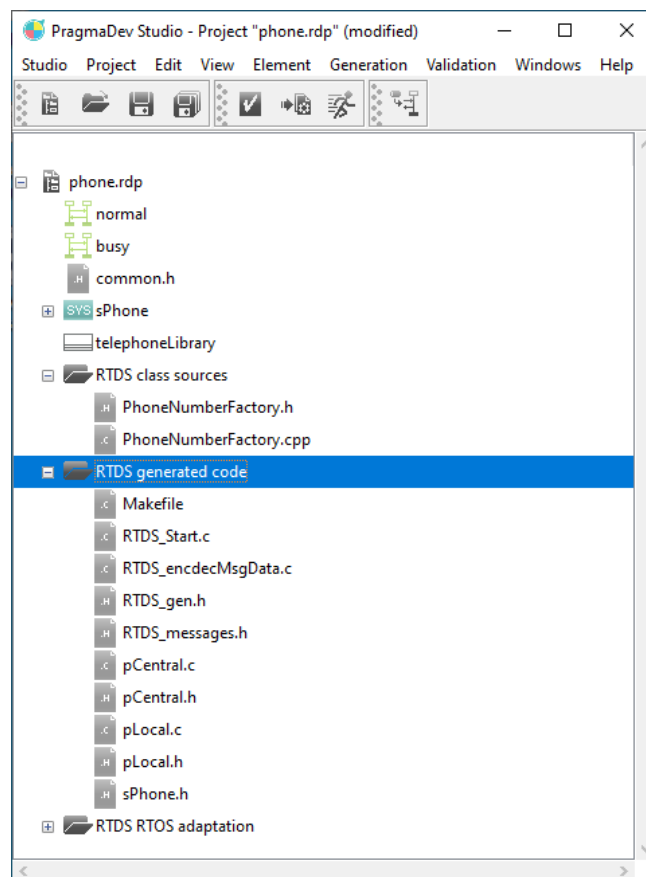 PragmaDev Studio - Project "phone.rdp" (modified)
Studio Project Edit View Element Generation Validation Windows Help
phone.rdp
normal
busy
.H common.h
SYS sPhone
telephoneLibrary
RTDS class sources
.H PhoneNumberFactory.h
.C PhoneNumberFactory.cpp
RTDS generated code
.C Makefile
.C RTDS_Start.c
.C RTDS_encdecMsgData.c
.H RTDS_gen.h
.H RTDS_messages.h
.C pCentral.c
.H pCentral.h
.C pLocal.c
.H pLocal.h
.H sPhone.h
RTDS RTOS adaptation